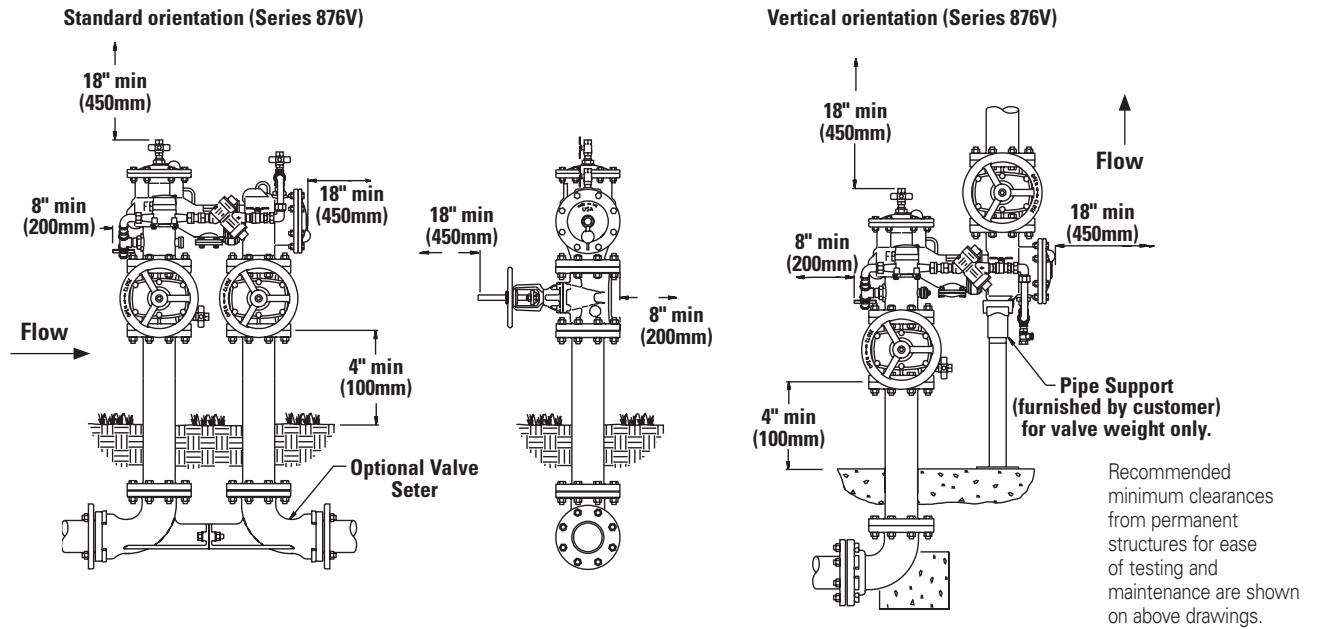 Standard orientation (Series 876V)
Vertical orientation (Series 876V)
18" min
(450mm)
8" min
(200mm)
18" min
(450mm)
Flow
4" min
(100mm)
Optional Valve
Seter
18" min
(450mm)
USA
8" min
(200mm)
18" min
(450mm)
Flow
8" min
(200mm)
18" min
(450mm)
4" min
(100mm)
Pipe Support
(furnished by customer)
for valve weight only.
Recommended
minimum clearances
from permanent
structures for ease
of testing and
maintenance are shown
on above drawings.